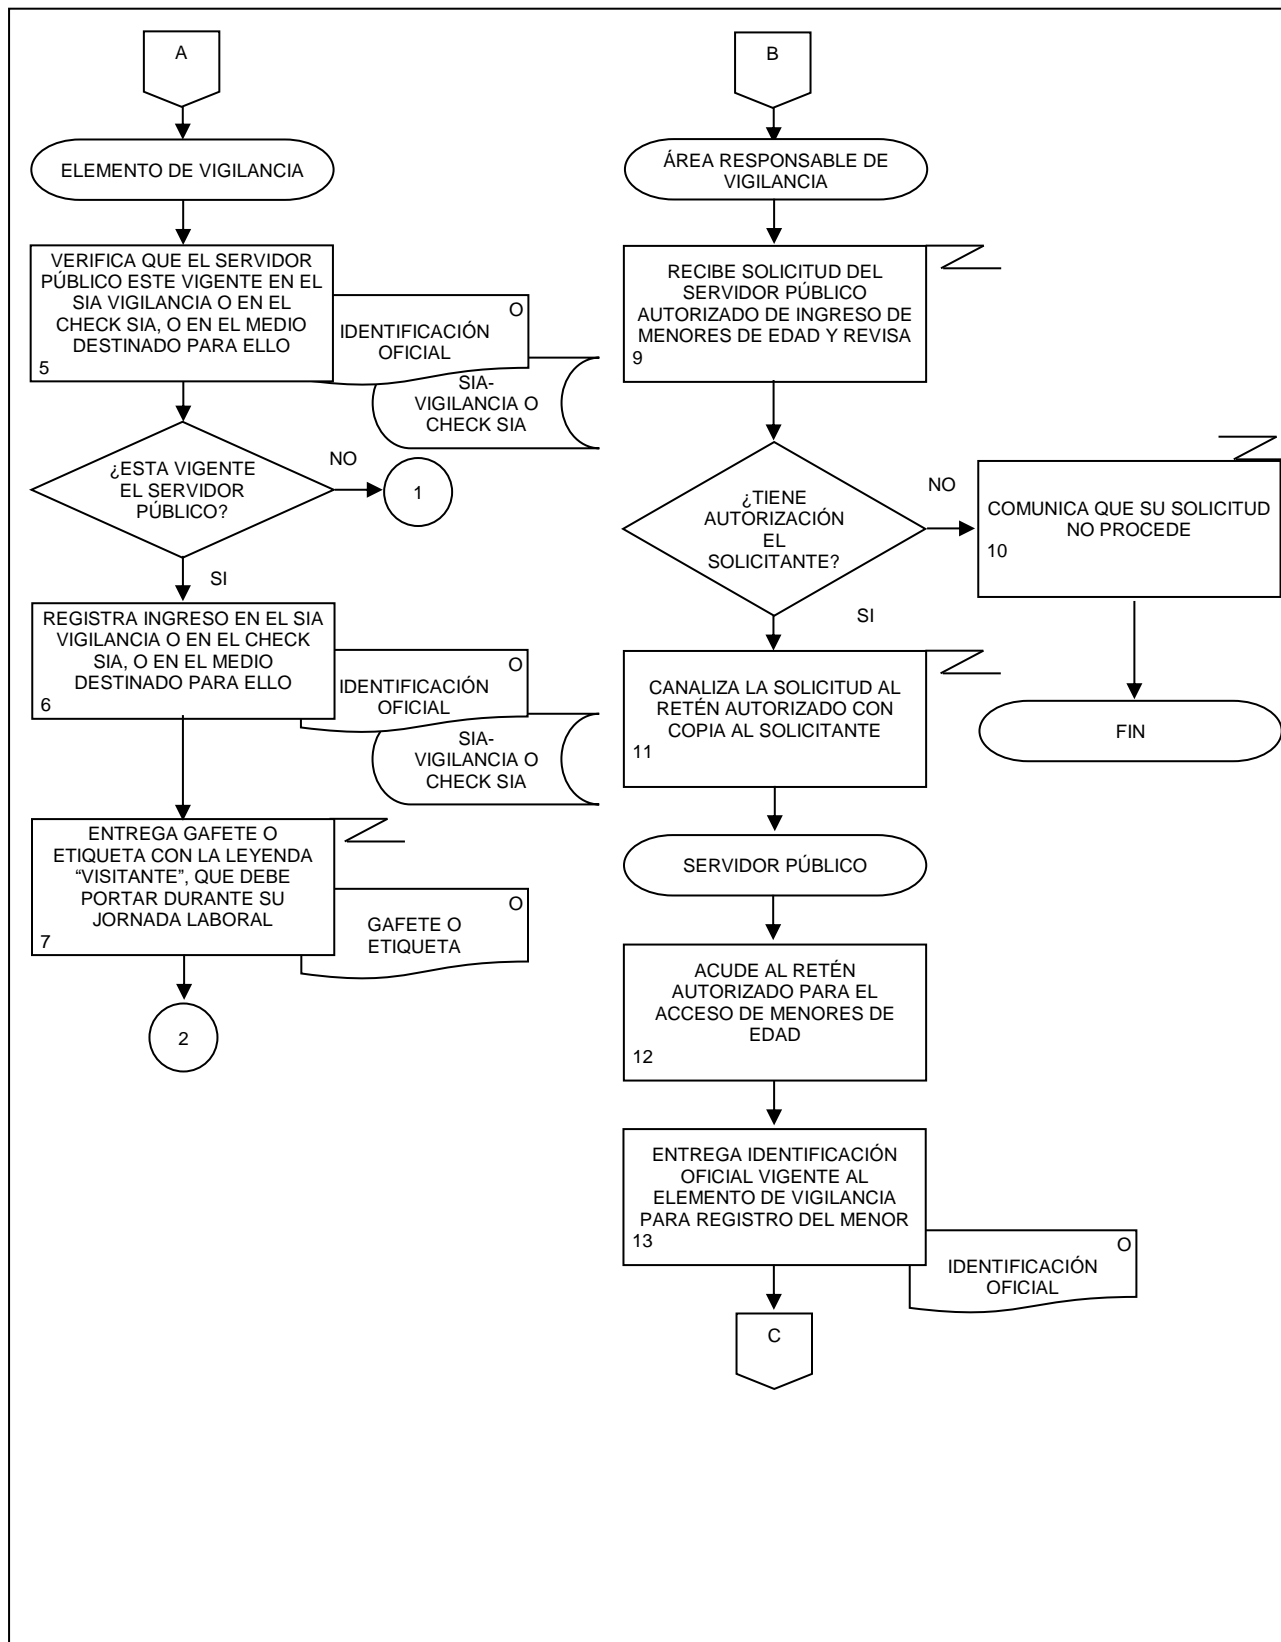 A
ELEMENTO DE VIGILANCIA
VERIFICA QUE EL SERVIDOR
PÚBLICO ESTE VIGENTE EN EL
SIA VIGILANCIA O EN EL
CHECK SIA, O EN EL MEDIO
DESTINADO PARA ELLO
5
O
IDENTIFICACIÓN
OFICIAL
SIA-
VIGILANCIA O
CHECK SIA
¿ESTA VIGENTE
EL SERVIDOR
PÚBLICO?
NO
1
SI
REGISTRA INGRESO EN EL SIA
VIGILANCIA O EN EL CHECK
SIA, O EN EL MEDIO
DESTINADO PARA ELLO
6
O
IDENTIFICACIÓN
OFICIAL
SIA-
VIGILANCIA O
CHECK SIA
ENTREGA GAFETE O
ETIQUETA CON LA LEYENDA
“VISITANTE”, QUE DEBE
PORTAR DURANTE SU
JORNADA LABORAL
7
O
GAFETE O
ETIQUETA
2
B
ÁREA RESPONSABLE DE
VIGILANCIA
RECIBE SOLICITUD DEL
SERVIDOR PÚBLICO
AUTORIZADO DE INGRESO DE
MENORES DE EDAD Y REVISA
9
¿TIENE
AUTORIZACIÓN
EL
SOLICITANTE?
NO
COMUNICA QUE SU SOLICITUD
NO PROCEDE
10
FIN
SI
CANALIZA LA SOLICITUD AL
RETÉN AUTORIZADO CON
COPIA AL SOLICITANTE
11
SERVIDOR PÚBLICO
ACUDE AL RETÉN
AUTORIZADO PARA EL
ACCESO DE MENORES DE
EDAD
12
ENTREGA IDENTIFICACIÓN
OFICIAL VIGENTE AL
ELEMENTO DE VIGILANCIA
PARA REGISTRO DEL MENOR
13
O
IDENTIFICACIÓN
OFICIAL
C